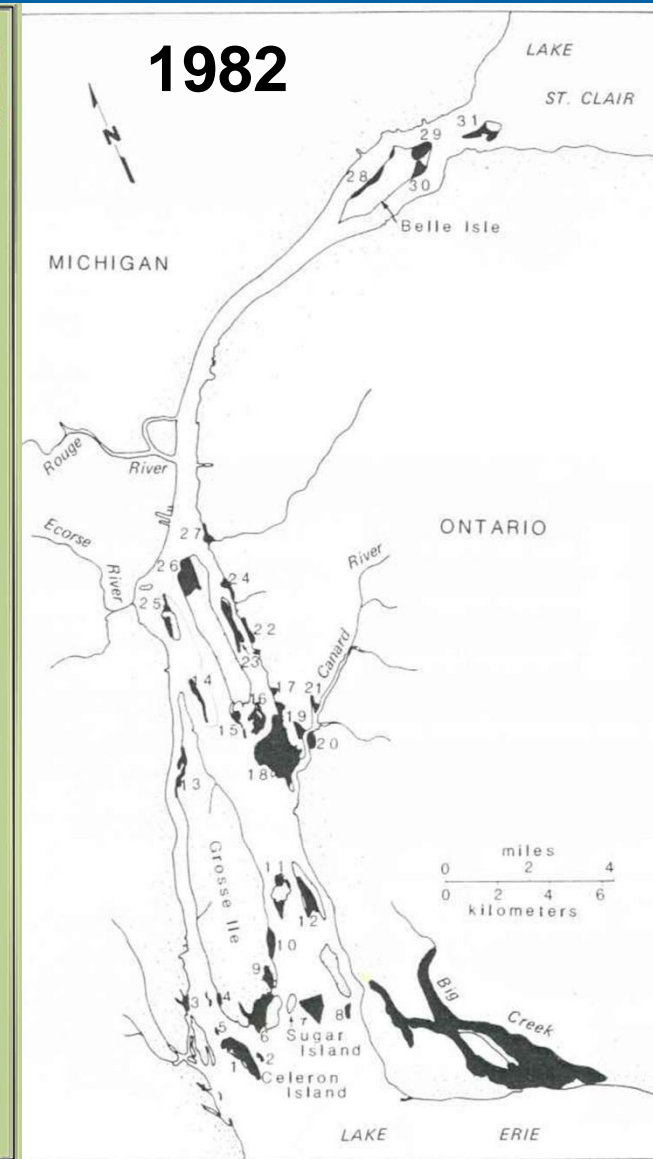 1982
LAKE
ST. CLAIR
31
29
28
30
Belle Isle
N
MICHIGAN
Rouge
River
ONTARIO
Ecorse
River
27
26
25
24
22
23
River
Canard
14
17
21
16
19
15
20
18
13
miles
0 2 4
0 2 4 6
kilometers
Grosse Ile
11
12
10
9
Big
Creek
3
4
8
7
5
6
Sugar
Island
1
2
Celeron
Island
LAKE ERIE